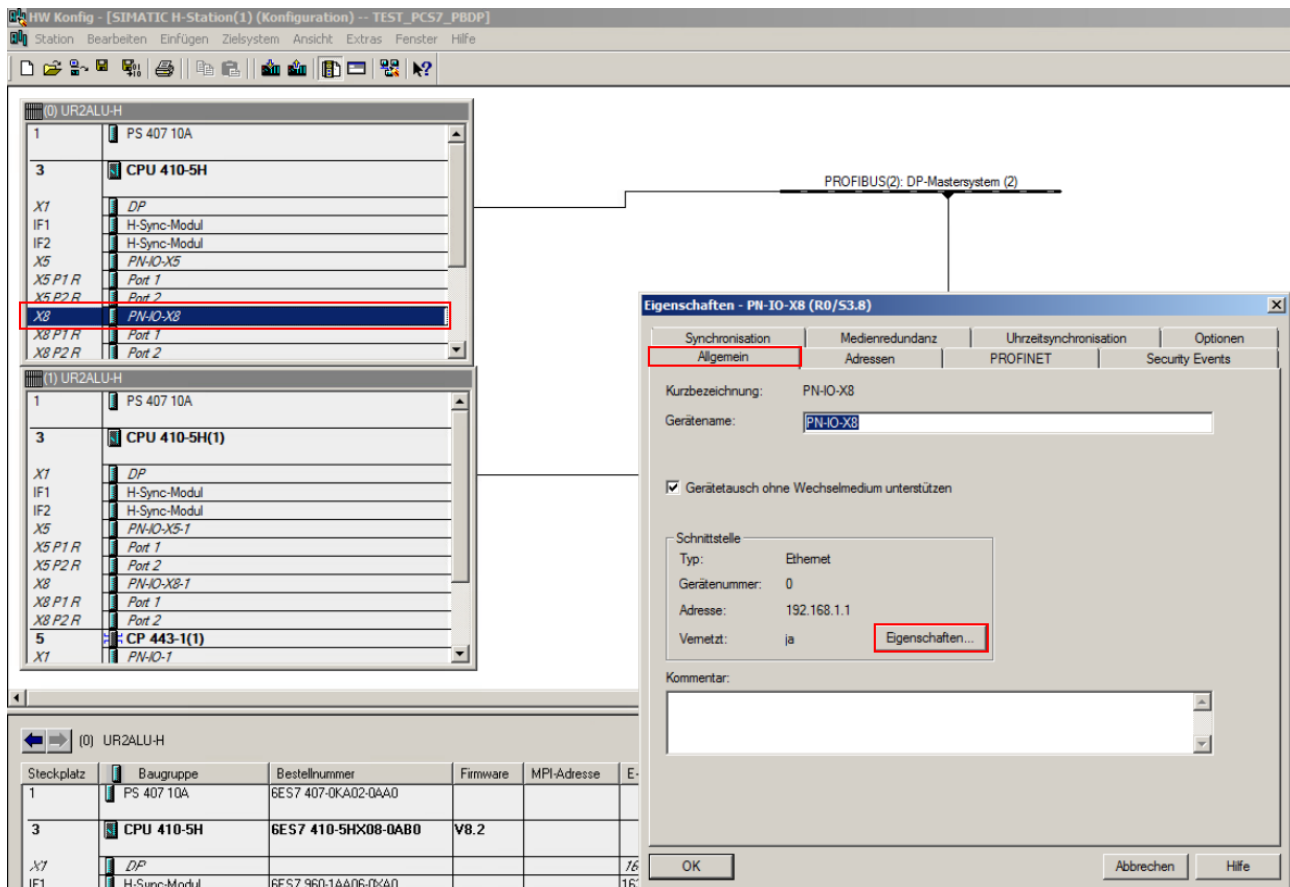 HW Konfig - [SIMATIC H-Station(1) (Konfiguration) -- TEST_PCS7_PBDP]
Station Bearbeiten Einfügen Zielsystem Ansicht Extras Fenster Hilfe
(0) UR2ALU-H
1 PS 407 10A
3 CPU 410-5H
X1 DP
IF1 H-Sync-Modul
IF2 H-Sync-Modul
X5 PN-IO-X5
X5 P1 R Port 1
X5 P2 R Port 2
X8 PN-IO-X8
X8 P1 R Port 1
X8 P2 R Port 2
(1) UR2ALU-H
1 PS 407 10A
3 CPU 410-5H(1)
X1 DP
IF1 H-Sync-Modul
IF2 H-Sync-Modul
X5 PN-IO-X5-1
X5 P1 R Port 1
X5 P2 R Port 2
X8 PN-IO-X8-1
X8 P1 R Port 1
X8 P2 R Port 2
5 CP 443-1(1)
X1 PN-IO-1
PROFIBUS(2): DP-Mastersystem (2)
Eigenschaften - PN-IO-X8 (R0/S3.8)
Synchronisation Medienredundanz Uhrzeitsynchronisation Optionen
Allgemein Adressen PROFINET Security Events
Kurzbezeichnung: PN-IO-X8
Gerätename: PN-IO-X8
Gerätetausch ohne Wechselmedium unterstützen
Schnittstelle
Typ: Ethernet
Gerätenummer: 0
Adresse: 192.168.1.1
Vernetzt: ja Eigenschaften...
Kommentar:
OK Abbrechen Hilfe
(0) UR2ALU-H
Steckplatz Baugruppe Bestellnummer Firmware MPI-Adresse E-
1 PS 407 10A 6ES7 407-0KA02-0AA0
3 CPU 410-5H 6ES7 410-5HX08-0AB0 V8.2
X1 DP 16
IF1 H-Sync-Modul 6ES7 960-1AA06-0XA0 16